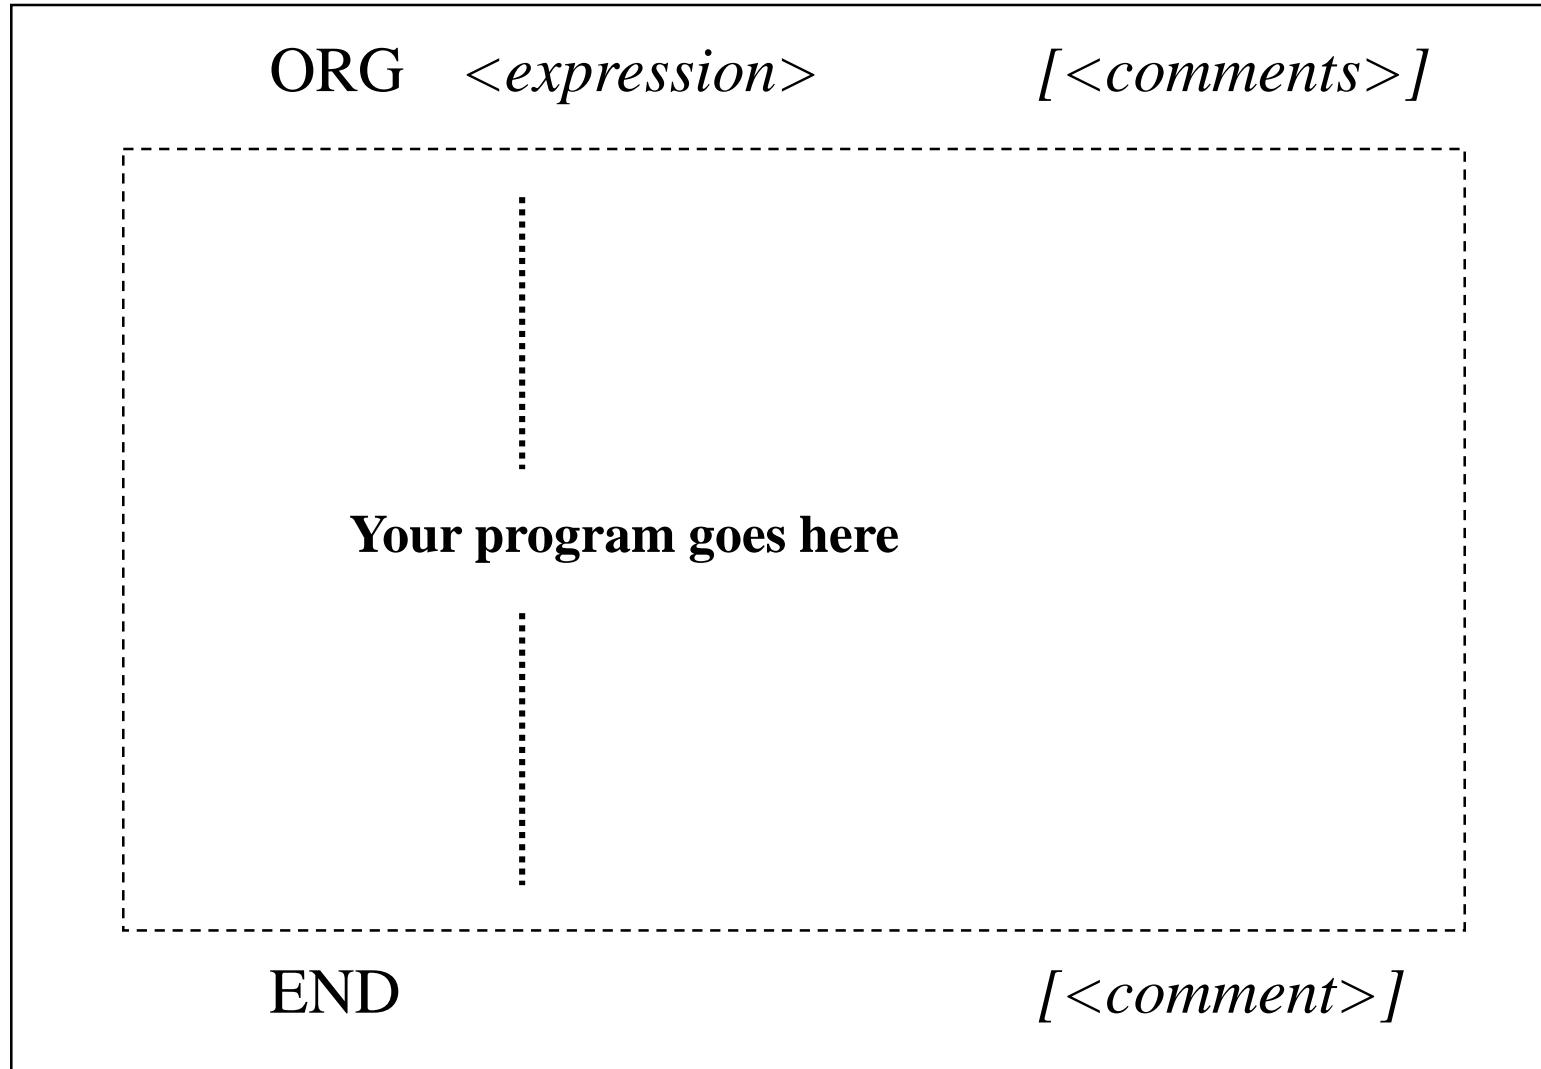 ORG <expression> [<comments>]
Your program goes here
END [<comment>]